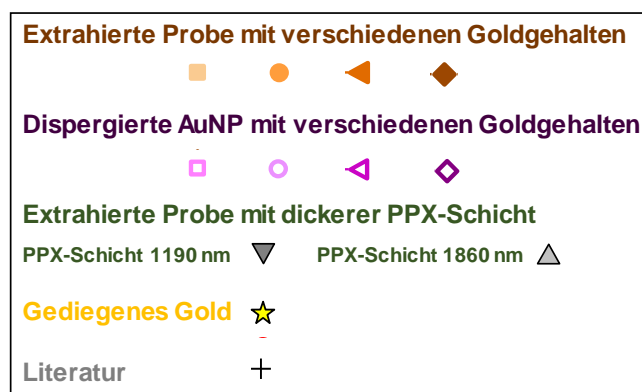 Extrahierte Probe mit verschiedenen Goldgehalten
Dispergierte AuNP mit verschiedenen Goldgehalten
Extrahierte Probe mit dickerer PPX-Schicht
PPX-Schicht 1190 nm PPX-Schicht 1860 nm
Gediegenes Gold
Literatur